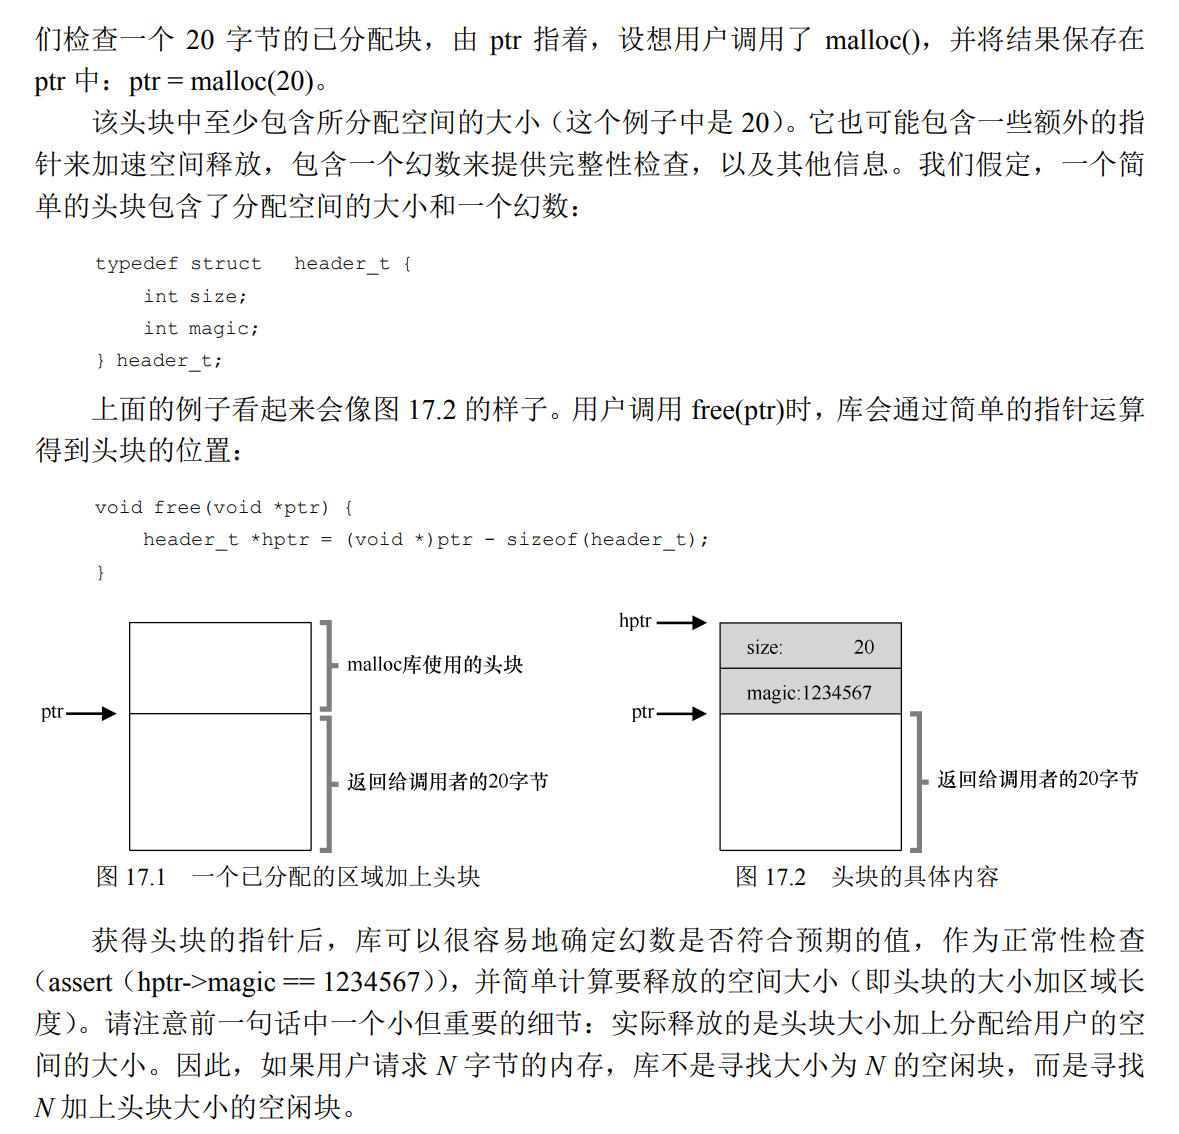 们检查一个 20 字节的已分配块，由 ptr 指着，设想用户调用了 malloc()，并将结果保存在
ptr 中：ptr = malloc(20)。
该头块中至少包含所分配空间的大小（这个例子中是 20）。它也可能包含一些额外的指
针来加速空间释放，包含一个幻数来提供完整性检查，以及其他信息。我们假定，一个简
单的头块包含了分配空间的大小和一个幻数：
typedef struct header_t {
int size;
int magic;
} header_t;
上面的例子看起来会像图 17.2 的样子。用户调用 free(ptr)时，库会通过简单的指针运算
得到头块的位置：
void free(void *ptr) {
header_t *hptr = (void *)ptr - sizeof(header_t);
}
ptr
malloc库使用的头块
返回给调用者的20字节
图 17.1 一个已分配的区域加上头块
hptr
size: 20
magic:1234567
ptr
返回给调用者的20字节
图 17.2 头块的具体内容
获得头块的指针后，库可以很容易地确定幻数是否符合预期的值，作为正常性检查
（assert（hptr->magic == 1234567）），并简单计算要释放的空间大小（即头块的大小加区域长
度）。请注意前一句话中一个小但重要的细节：实际释放的是头块大小加上分配给用户的空
间的大小。因此，如果用户请求 N 字节的内存，库不是寻找大小为 N 的空闲块，而是寻找
N 加上头块大小的空闲块。